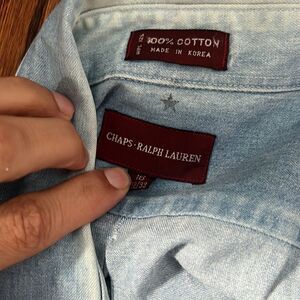 100% COTTON
MADE IN KOREA
CHAPS·RALPH LAUREN